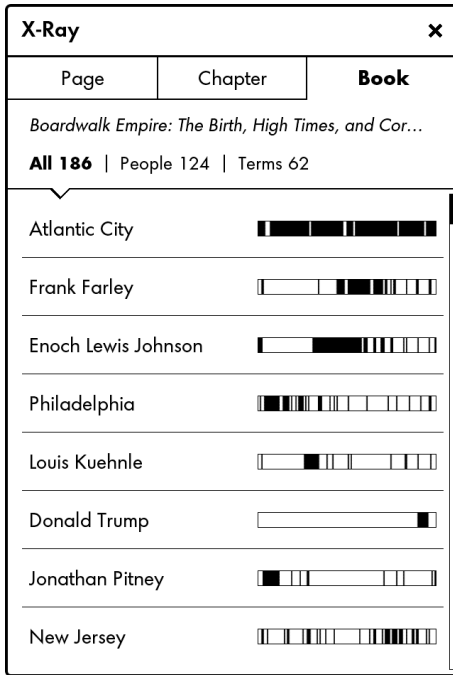 X-Ray ×
Page Chapter Book
Boardwalk Empire: The Birth, High Times, and Cor...
All 186 | People 124 | Terms 62
Atlantic City
Frank Farley
Enoch Lewis Johnson
Philadelphia
Louis Kuehnle
Donald Trump
Jonathan Pitney
New Jersey